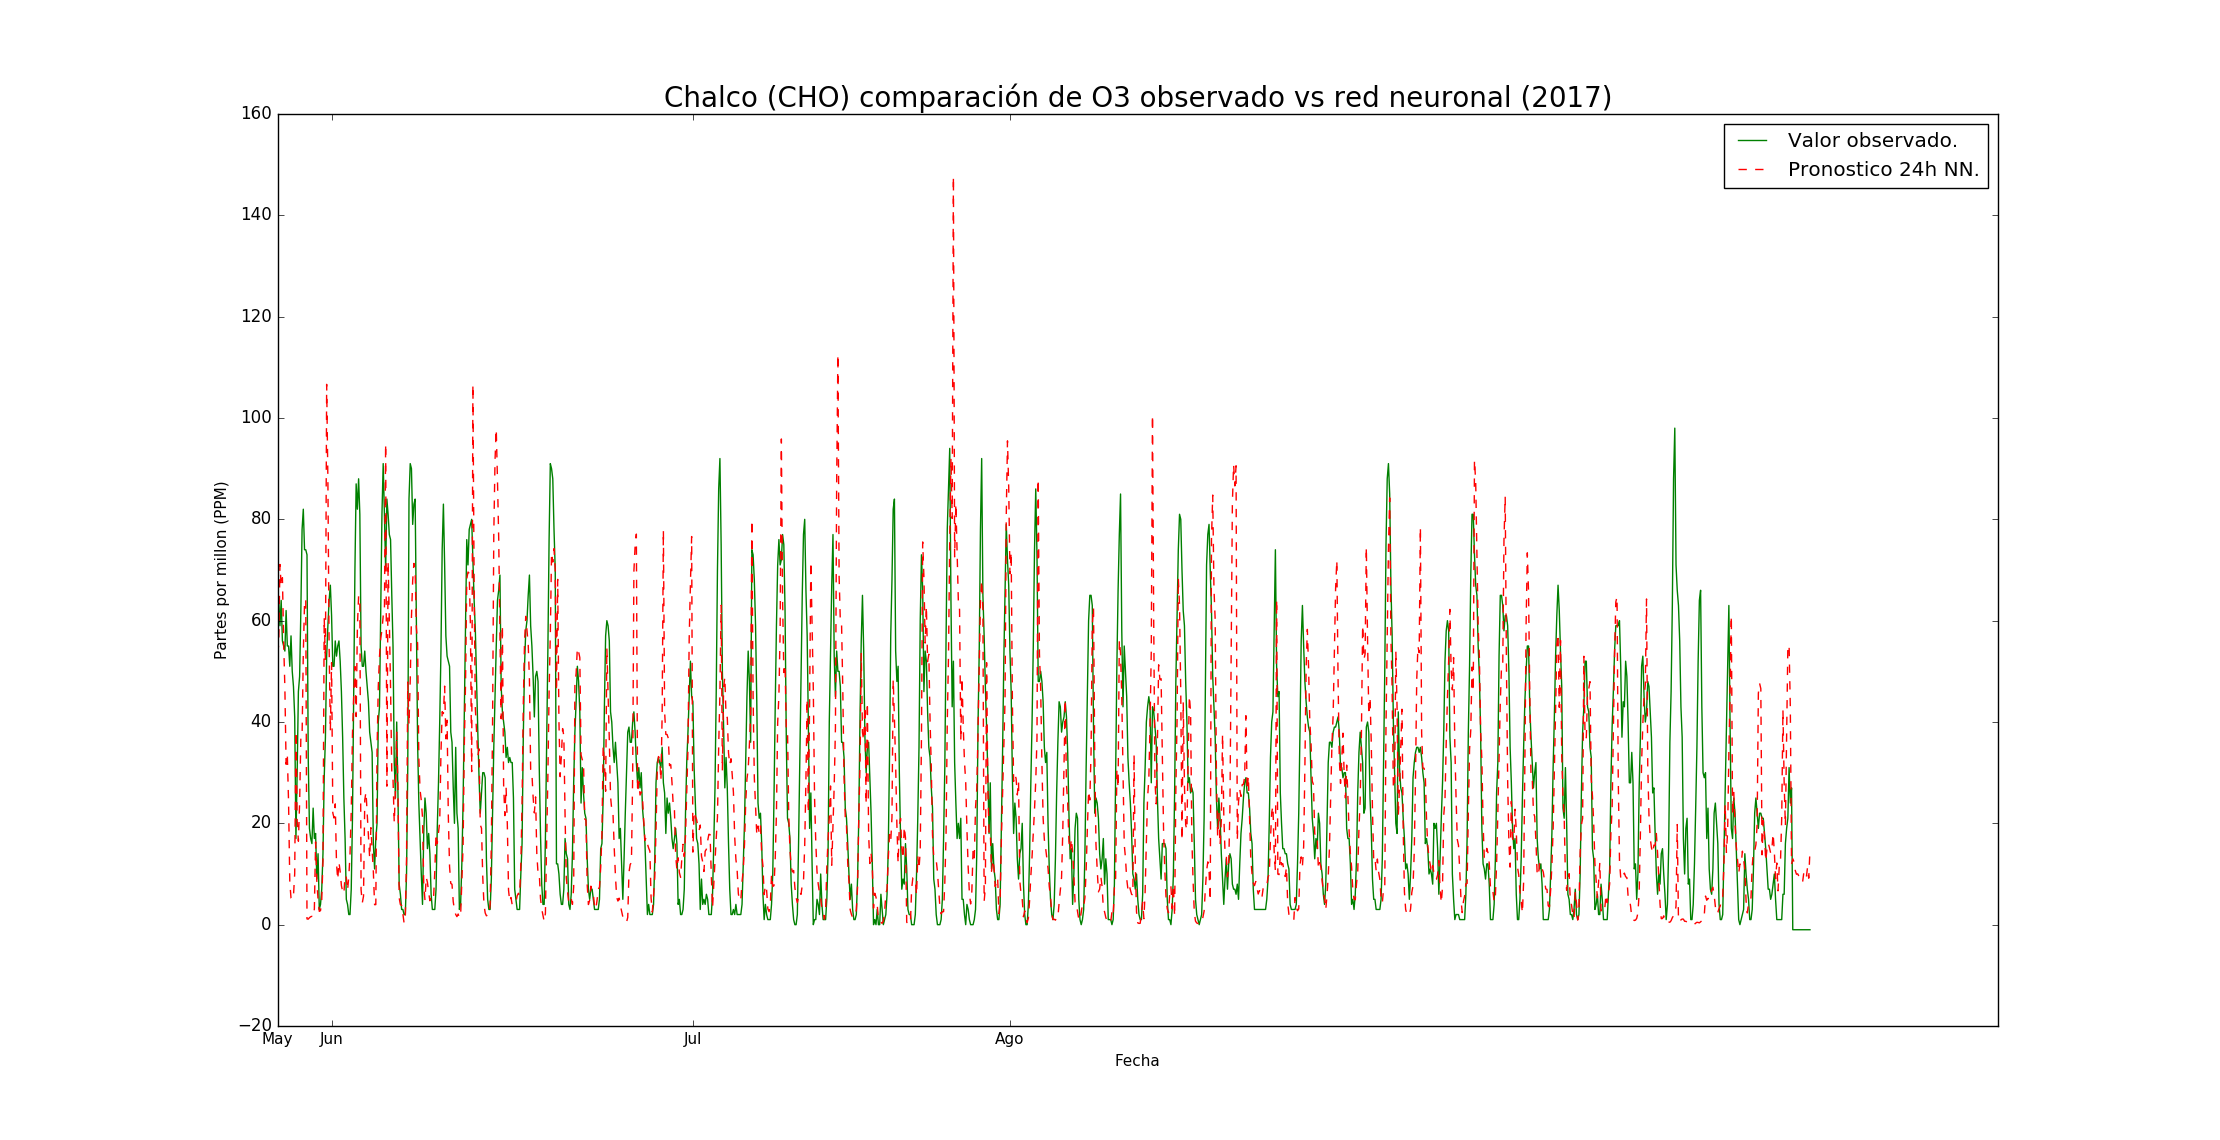 Chalco (CHO) comparación de O3 observado vs red neuronal (2017)
160
140
120
100
80
60
40
20
0
−20
Partes por millon (PPM)
Valor observado.
Pronostico 24h NN.
May Jun Jul Ago
Fecha